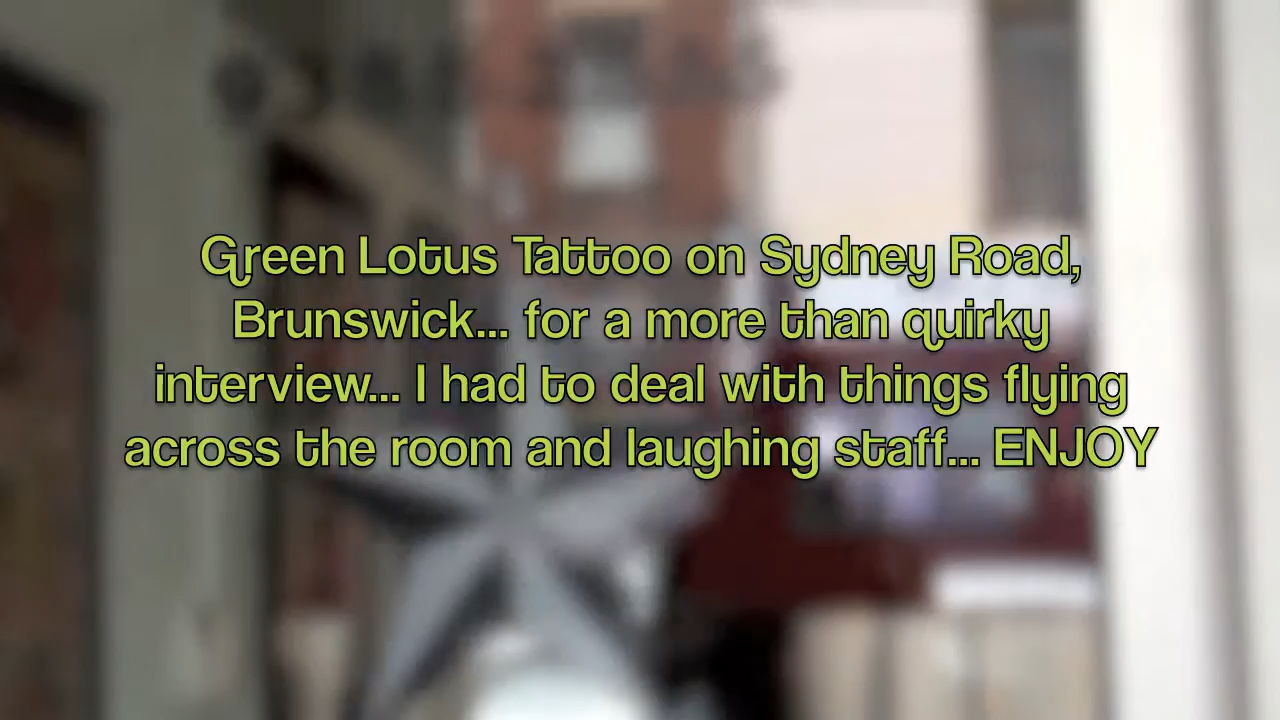 Green Lotus Tattoo on Sydney Road,
Brunswick... for a more than quirky
interview... I had to deal with things flying
across the room and laughing staff... ENJOY